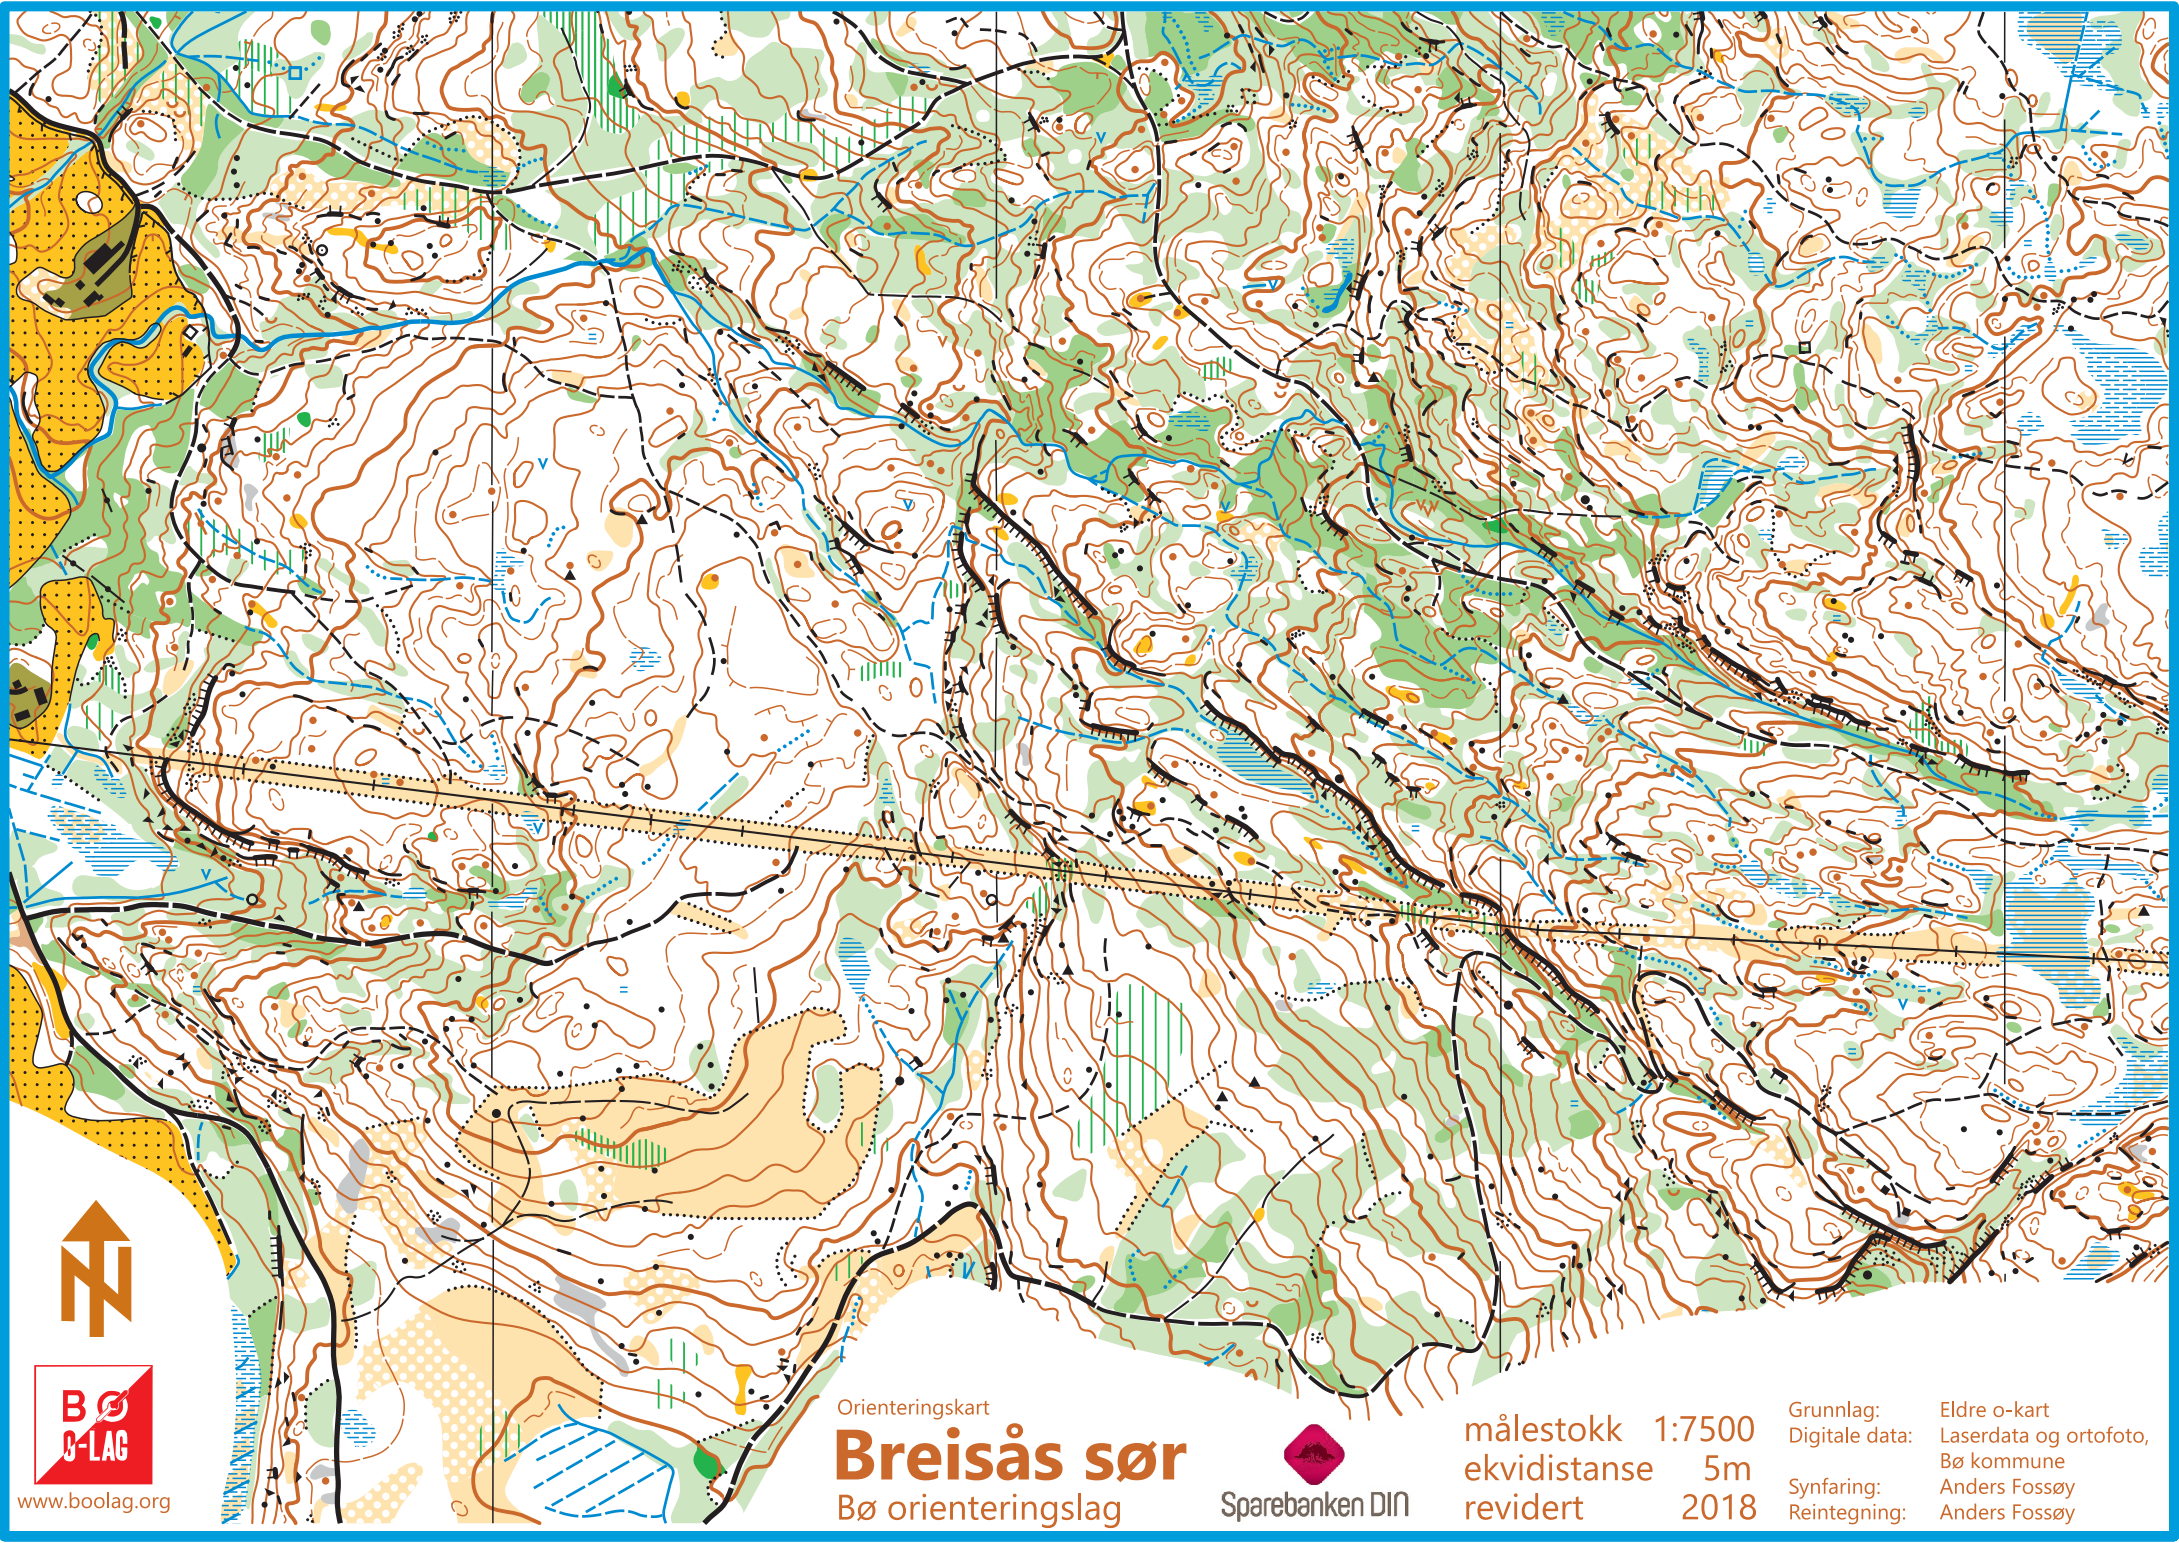 BØ
O-LAG
www.boolag.org
Orienteringskart
Breisås sør
Bø orienteringslag
Sparebanken DIN
målestokk 1:7500
ekvidistanse 5m
revidert 2018
Grunnlag: Eldre o-kart
Digitale data: Laserdata og ortofoto,
Bø kommune
Synfaring: Anders Fossøy
Reintegning: Anders Fossøy